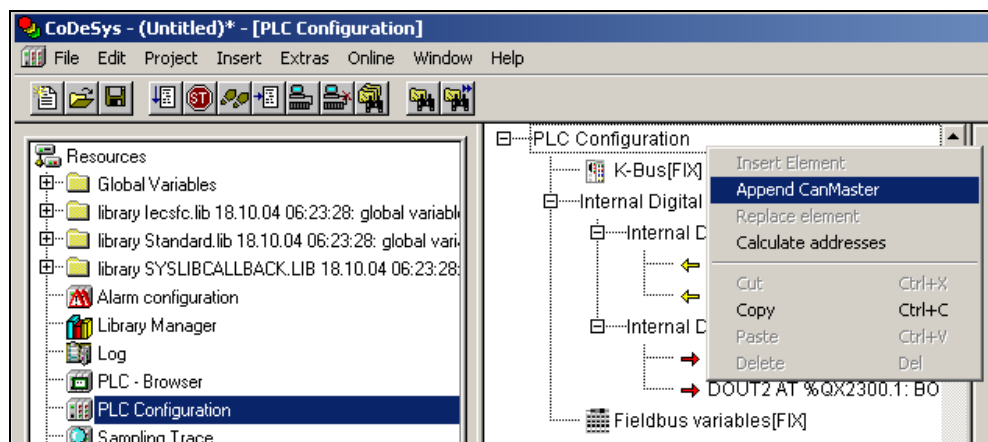 CoDeSys - (Untitled)* - [PLC Configuration]
File Edit Project Insert Extras Online Window Help
Resources
Global Variables
library Iecsfc.lib 18.10.04 06:23:28: global variabl
library Standard.lib 18.10.04 06:23:28: global vari
library SYSLIBCALLBACK.LIB 18.10.04 06:23:28:
Alarm configuration
Library Manager
Log
PLC - Browser
PLC Configuration
Sampling Trace
PLC Configuration
K-Bus[FIX]
Internal Digital
Internal D
Internal D
DOUT2 AT %QX2300.1: BO
Fieldbus variables[FIX]
Insert Element
Append CanMaster
Replace element
Calculate addresses
Cut Ctrl+X
Copy Ctrl+C
Paste Ctrl+V
Delete Del